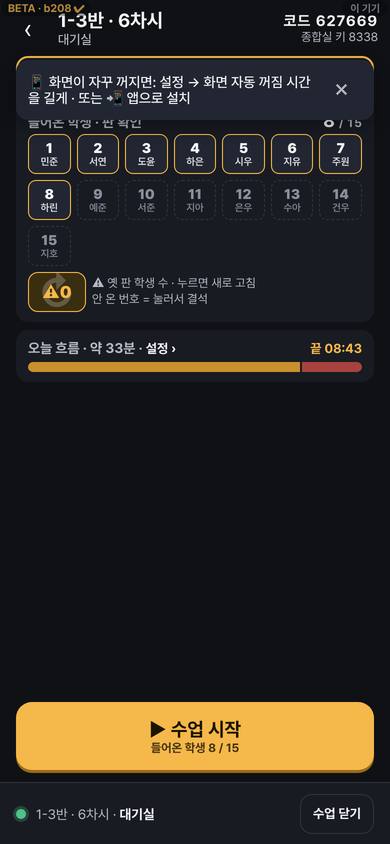 BETA · b208 ✔
이 기기
‹ 1-3반 · 6차시
코드 627669
대기실
종합실 키 8338
📱 화면이 자꾸 꺼지면: 설정 → 화면 자동 꺼짐 시간
을 길게 · 또는 📲 앱으로 설치
✕
들어온 학생 · 판 확인
8 / 15
1 2 3 4 5 6 7
민준 서연 도윤 하은 시우 지유 주원
8 9 10 11 12 13 14
하린 예준 서준 지아 은우 수아 건우
15
지호
⚠0
⚠ 옛 판 학생 수 · 누르면 새로 고침
안 온 번호 = 눌러서 결석
오늘 흐름 · 약 33분 · 설정 ›
끝 08:43
▶ 수업 시작
들어온 학생 8 / 15
1-3반 · 6차시 · 대기실
수업 닫기